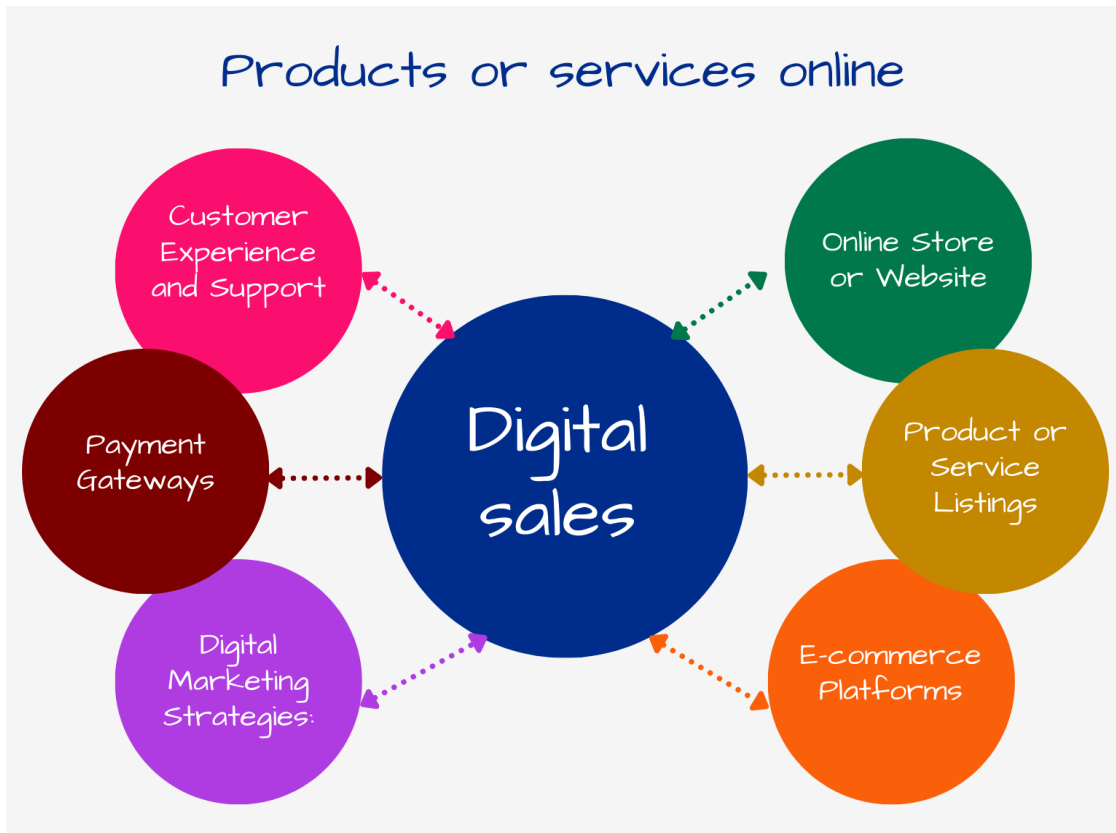 Products or services online
Customer
Experience
and Support
Online Store
or Website
Payment
Gateways
Digital
sales
Product or
Service
Listings
Digital
Marketing
Strategies:
E-commerce
Platforms